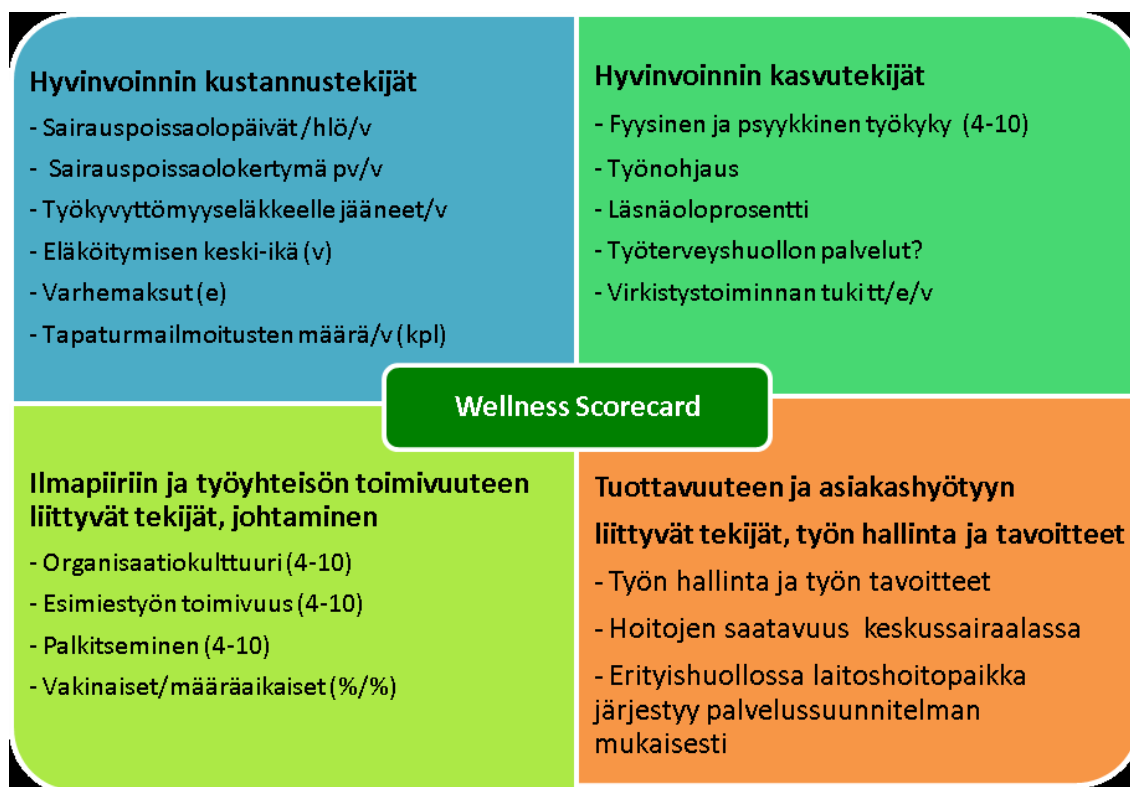 Hyvinvoinnin kustannustekijät
- Sairauspoissaolopäivät /hlö/v
- Sairauspoissaolokertymä pv/v
- Työkyvyttömyyseläkkeelle jääneet/v
- Eläköitymisen keski-ikä (v)
- Varhemaksut (e)
- Tapaturmailmoitusten määrä/v (kpl)
Hyvinvoinnin kasvutekijät
- Fyysinen ja psyykkinen työkyky (4-10)
- Työnohjaus
- Läsnäoloprosentti
- Työterveyshuollon palvelut?
- Virkistystoiminnan tuki tt/e/v
Wellness Scorecard
Ilmapiiriin ja työyhteisön toimivuuteen
liittyvät tekijät, johtaminen
- Organisaatiokulttuuri (4-10)
- Esimiestyön toimivuus (4-10)
- Palkitseminen (4-10)
- Vakinaiset/määräaikaiset (%/%)
Tuottavuuteen ja asiakashyötyyn
liittyvät tekijät, työn hallinta ja tavoitteet
- Työn hallinta ja työn tavoitteet
- Hoitojen saatavuus keskussairaalassa
- Erityishuollossa laitoshoitopaikka
järjestyy palvelussuunnitelman
mukaisesti